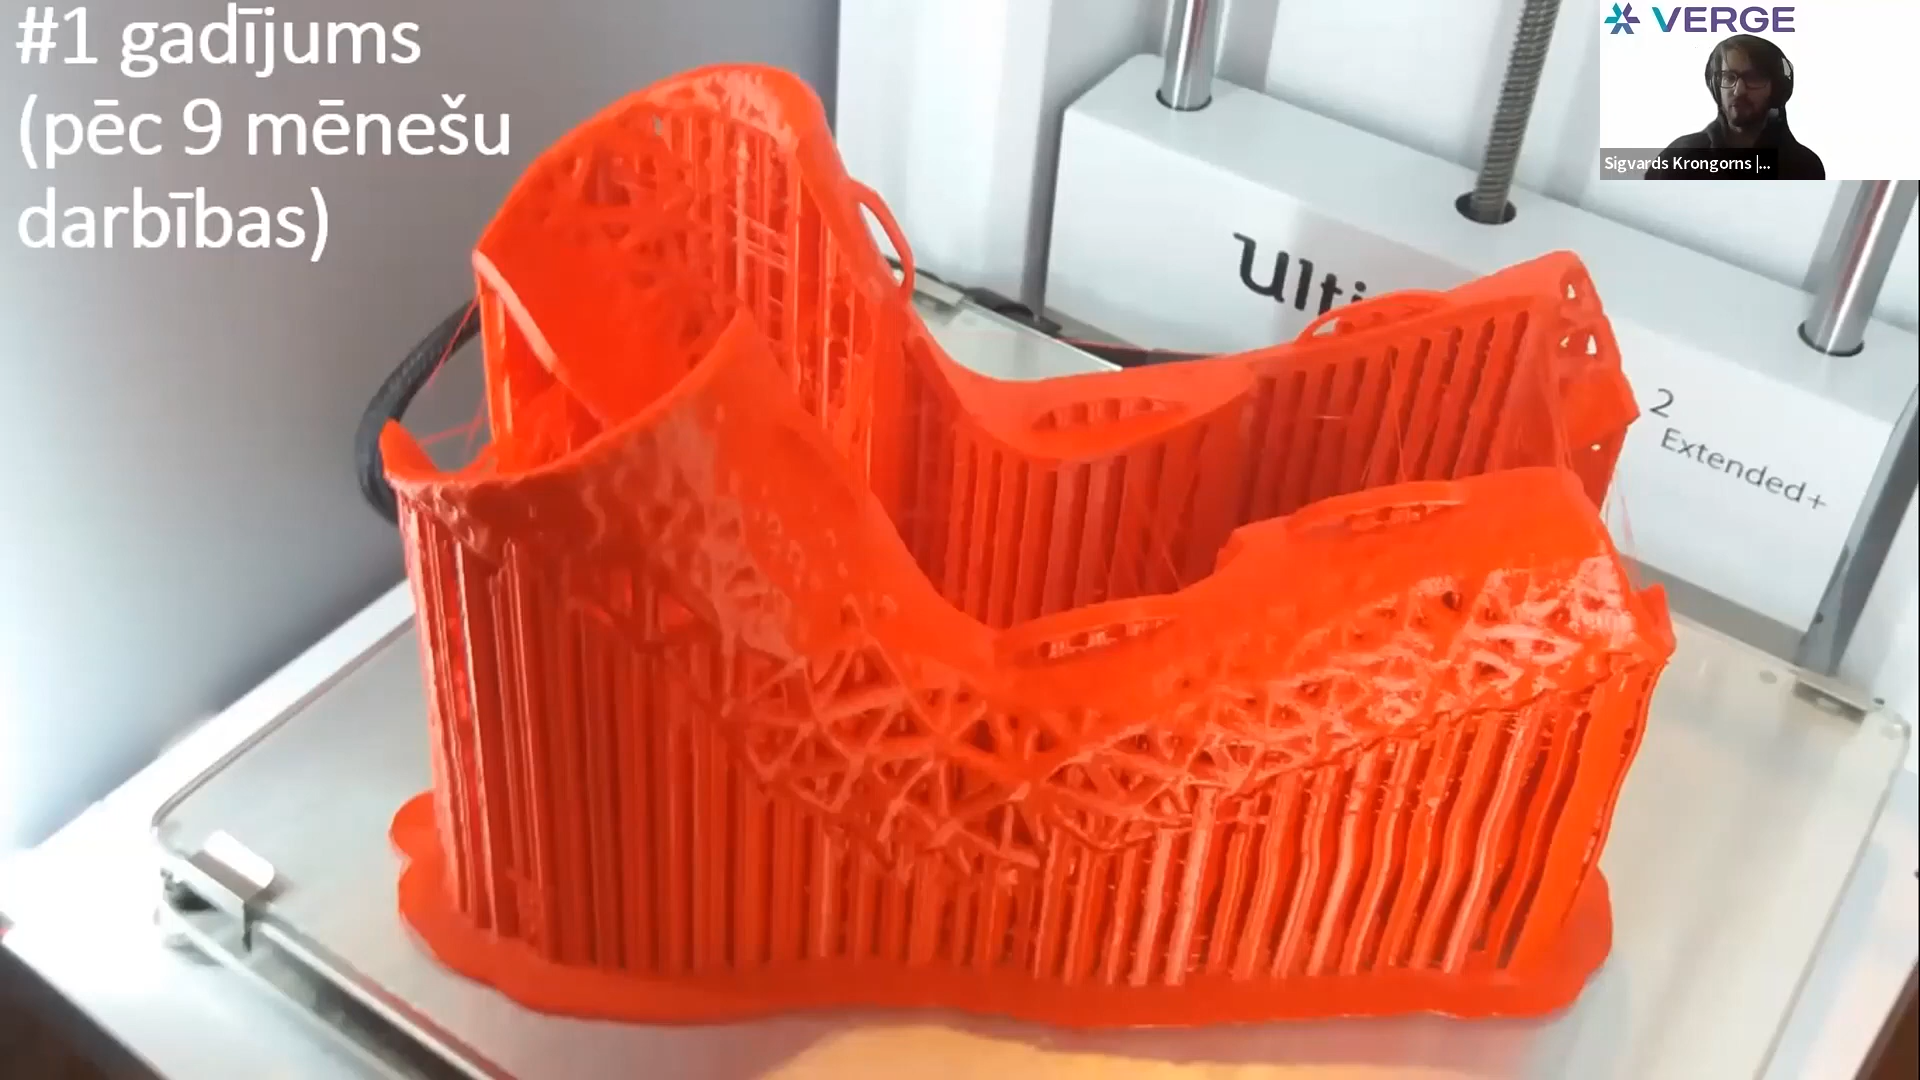 #1 gadījums
(pēc 9 mēnešu
darbības)
VERGE
Sigvards Krongorns |...
Ulti
2
Extended+